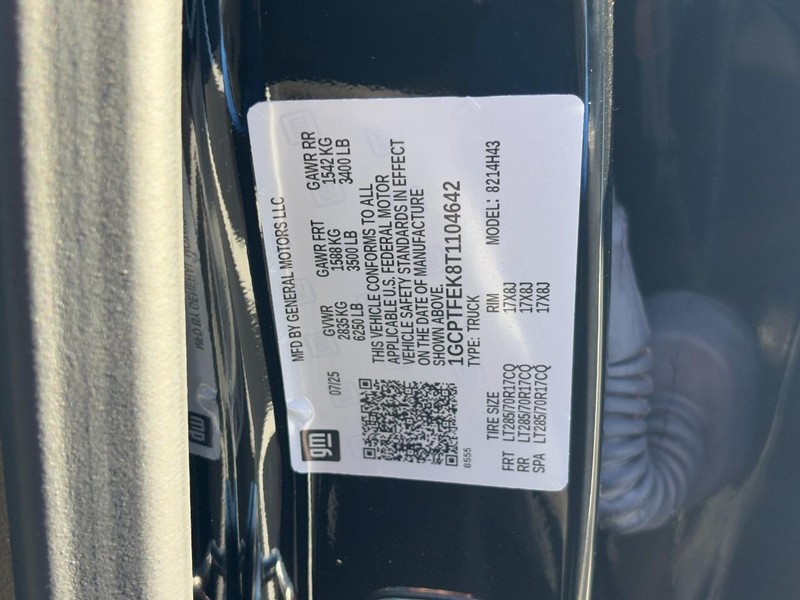 gm
07/25
MFD BY GENERAL MOTORS LLC
GVWR GAWR FRT GAWR RR
2835 KG 1588 KG 1542 KG
6250 LB 3500 LB 3400 LB
THIS VEHICLE CONFORMS TO ALL
APPLICABLE U.S. FEDERAL MOTOR
VEHICLE SAFETY STANDARDS IN EFFECT
ON THE DATE OF MANUFACTURE
SHOWN ABOVE.
1GCPTFEK8T1104642
TYPE: TRUCK MODEL: 8214H43
8555
TIRE SIZE RIM
FRT LT285/70R17CQ 17X8J
RR LT285/70R17CQ 17X8J
SPA LT285/70R17CQ 17X8J